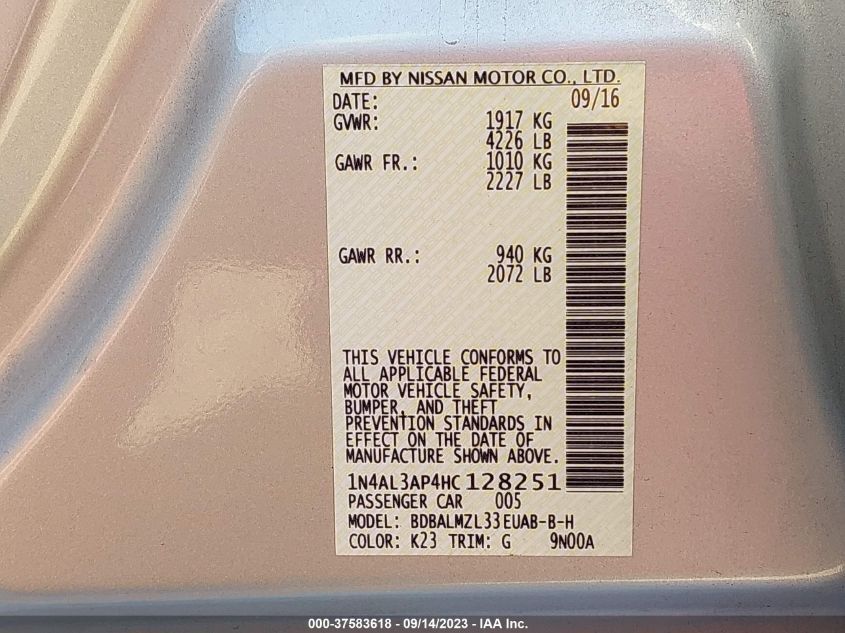 MFD BY NISSAN MOTOR CO., LTD.
DATE: 09/16
GVWR: 1917 KG
4226 LB
GAWR FR.: 1010 KG
2227 LB
GAWR RR.: 940 KG
2072 LB
THIS VEHICLE CONFORMS TO
ALL APPLICABLE FEDERAL
MOTOR VEHICLE SAFETY,
BUMPER, AND THEFT
PREVENTION STANDARDS IN
EFFECT ON THE DATE OF
MANUFACTURE SHOWN ABOVE.
1N4AL3AP4HC128251
PASSENGER CAR 005
MODEL: BDBALMZL33EUAB-B-H
COLOR: K23 TRIM: G 9N00A
000-37583618 - 09/14/2023 - IAA Inc.